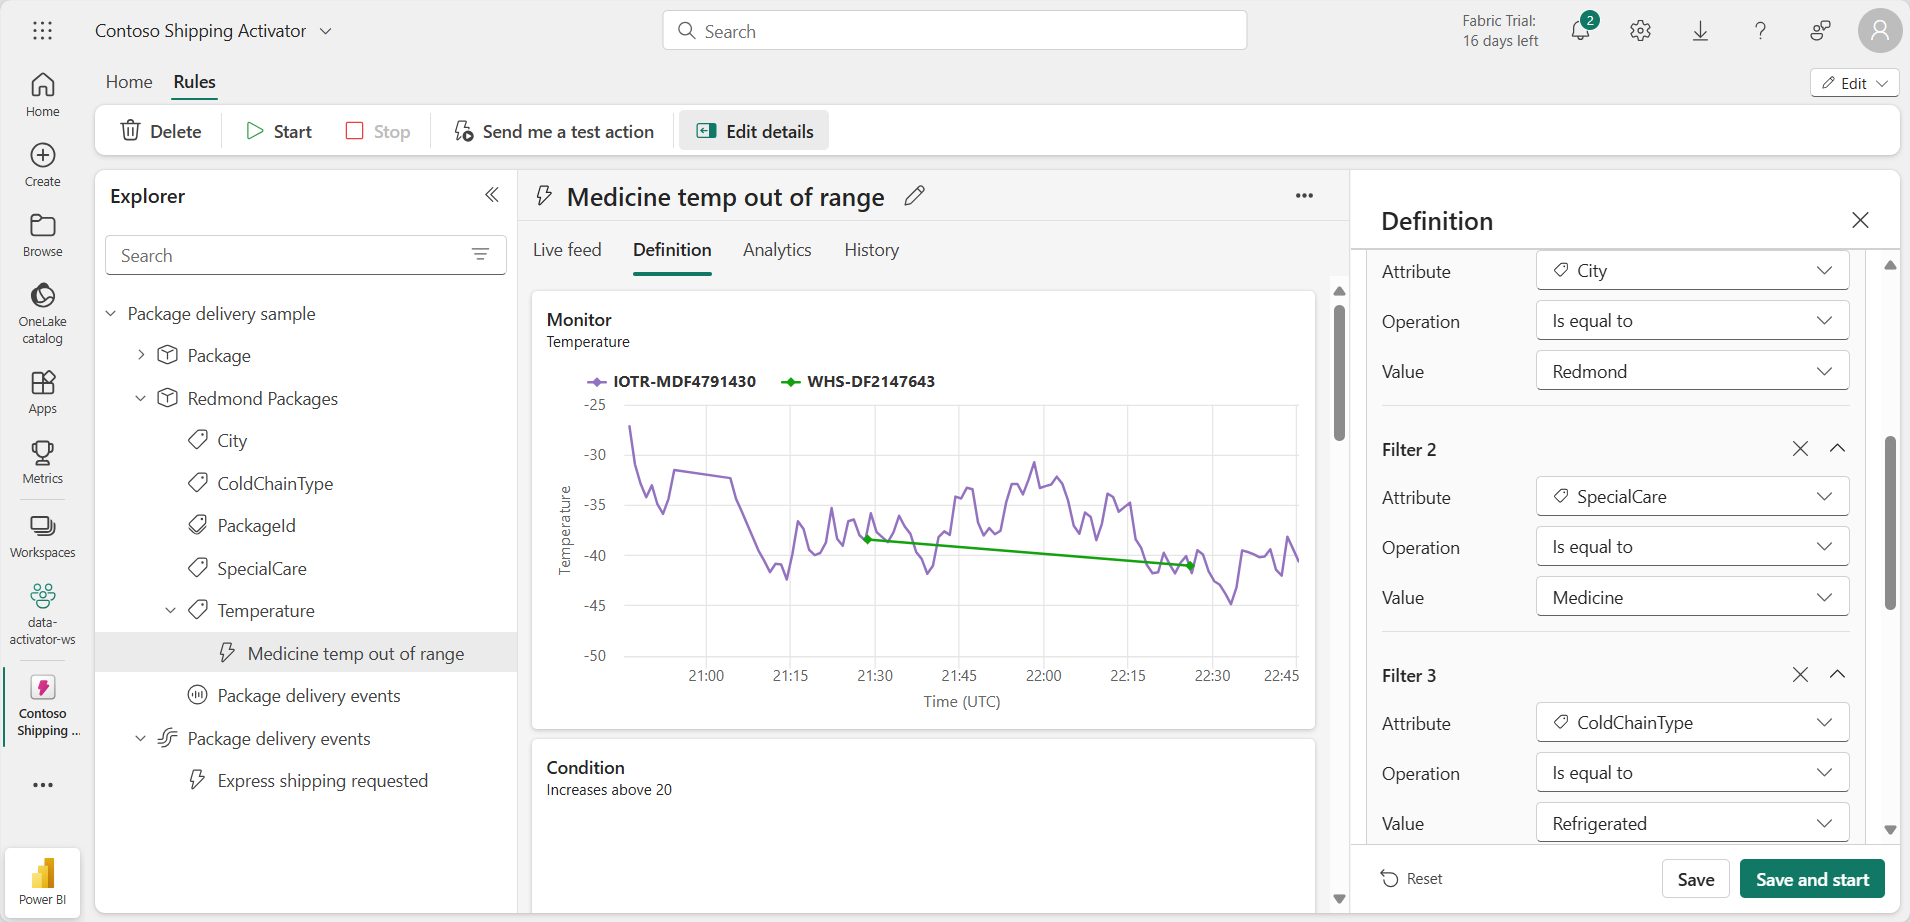 Contoso Shipping Activator
Search
Fabric Trial:
16 days left
2
Home
Rules
Edit
Delete
Start
Stop
Send me a test action
Edit details
Home
Create
Browse
OneLake
catalog
Apps
Metrics
Workspaces
data-
activator-ws
Contoso
Shipping ...
Power BI
Explorer
Search
Package delivery sample
Package
Redmond Packages
City
ColdChainType
PackageId
SpecialCare
Temperature
Medicine temp out of range
Package delivery events
Package delivery events
Express shipping requested
Medicine temp out of range
Live feed
Definition
Analytics
History
Monitor
Temperature
IOTR-MDF4791430
WHS-DF2147643
-25
-30
-35
-40
-45
-50
Temperature
21:00
21:15
21:30
21:45
22:00
22:15
22:30
22:45
Time (UTC)
Condition
Increases above 20
Definition
Attribute
City
Operation
Is equal to
Value
Redmond
Filter 2
Attribute
SpecialCare
Operation
Is equal to
Value
Medicine
Filter 3
Attribute
ColdChainType
Operation
Is equal to
Value
Refrigerated
Reset
Save
Save and start